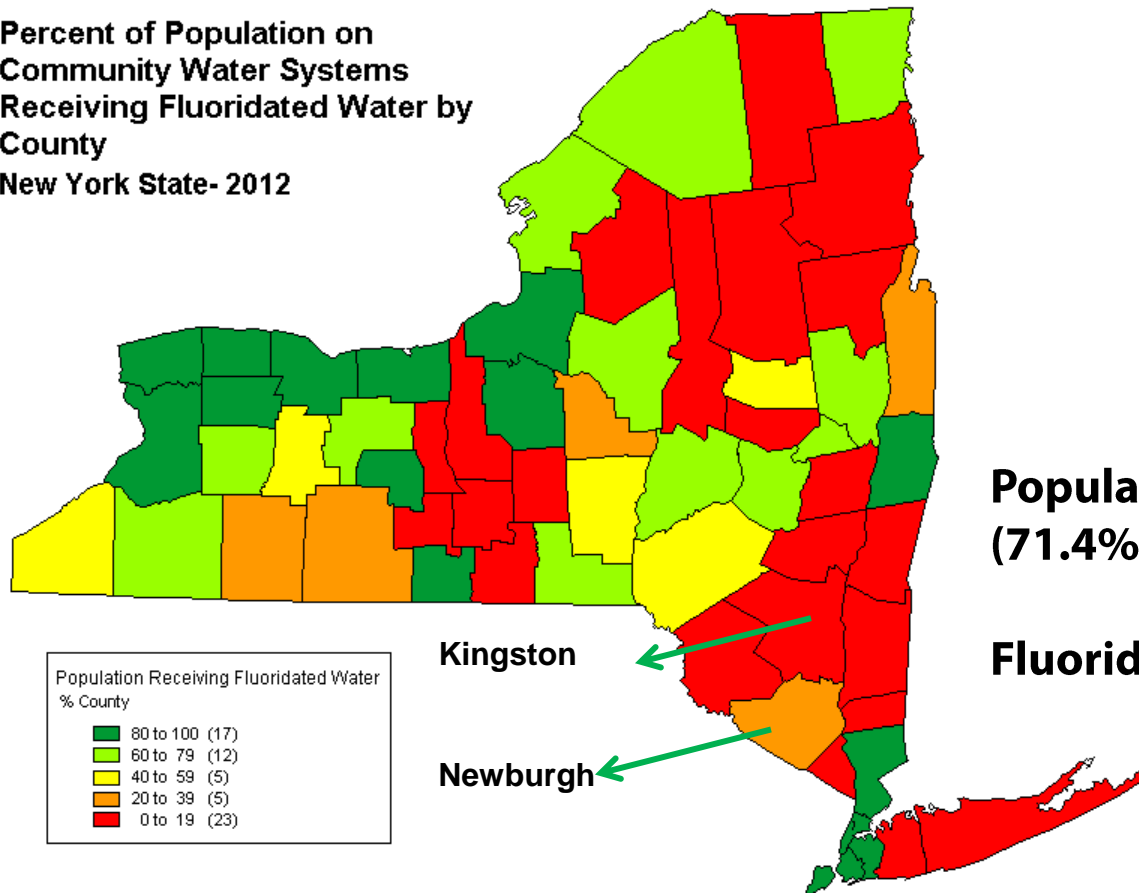 Percent of Population on
Community Water Systems
Receiving Fluoridated Water by
County
New York State- 2012
Popula
(71.4%
Fluorid
Kingston
Newburgh
Population Receiving Fluoridated Water
% County
80 to 100 (17)
60 to 79 (12)
40 to 59 (5)
20 to 39 (5)
0 to 19 (23)